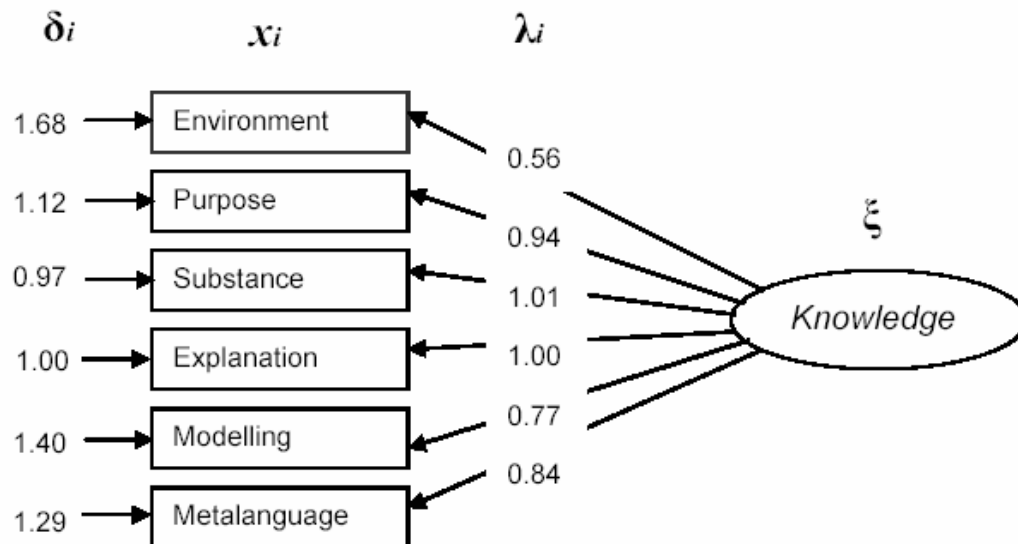 δi xi λi
1.68 Environment
0.56
1.12 Purpose
ξ
0.94
0.97 Substance
1.01
Knowledge
1.00 Explanation
1.00
1.40 Modelling
0.77
0.84
1.29 Metalanguage